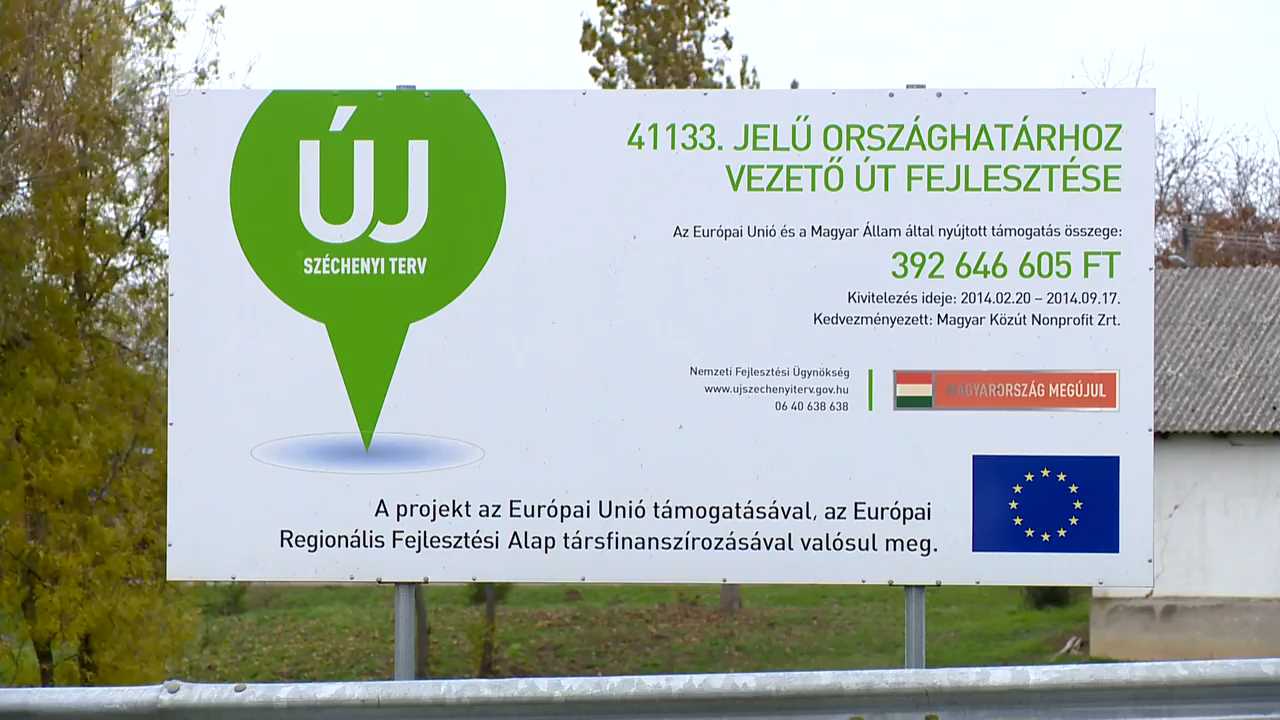 ÚJ
SZÉCHENYI TERV
41133. JELŰ ORSZÁGHATÁRHOZ
VEZETŐ ÚT FEJLESZTÉSE
Az Európai Unió és a Magyar Állam által nyújtott támogatás összege:
392 646 605 FT
Kivitelezés ideje: 2014.02.20 – 2014.09.17.
Kedvezményezett: Magyar Közút Nonprofit Zrt.
Nemzeti Fejlesztési Ügynökség
www.ujszechenyiterv.gov.hu
06 40 638 638
MAGYARORSZÁG MEGÚJUL
A projekt az Európai Unió támogatásával, az Európai
Regionális Fejlesztési Alap társfinanszírozásával valósul meg.